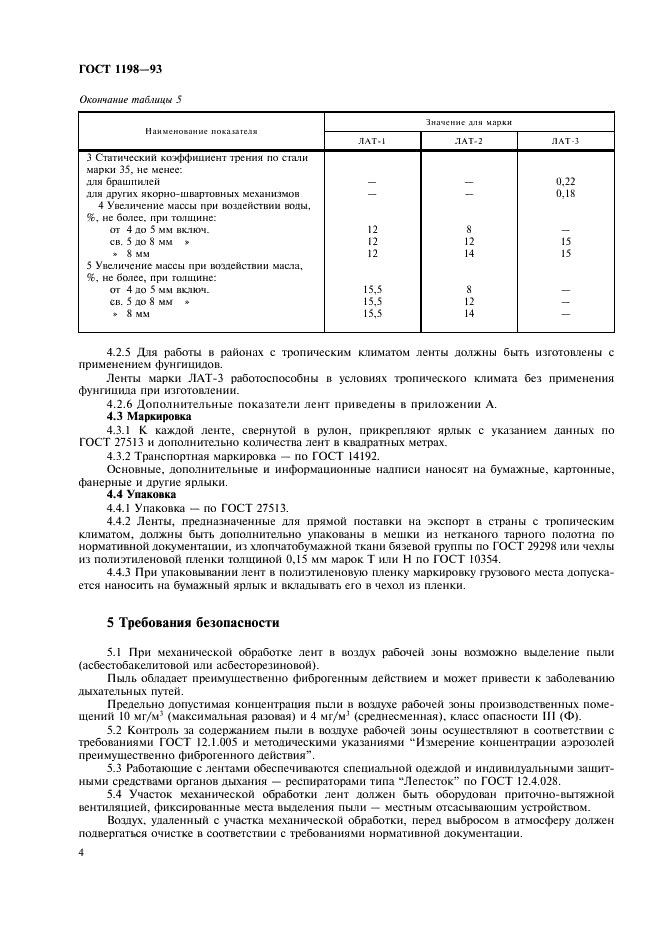 ГОСТ 1198—93
Окончание таблицы 5
Наименование показателя
Значение для марки
ЛАТ-1 ЛАТ-2 ЛАТ-3
3 Статический коэффициент трения по стали
марки 35, не менее:
для брашпилей — — 0,22
для других якорно-швартовных механизмов — — 0,18
4 Увеличение массы при воздействии воды,
%, не более, при толщине:
от 4 до 5 мм включ. 12 8 —
св. 5 до 8 мм » 12 12 15
» 8 мм 12 14 15
5 Увеличение массы при воздействии масла,
%, не более, при толщине:
от 4 до 5 мм включ. 15,5 8 —
св. 5 до 8 мм » 15,5 12 —
» 8 мм 15,5 14 —
4.2.5 Для работы в районах с тропическим климатом ленты должны быть изготовлены с
применением фунгицидов.
Ленты марки ЛАТ-3 работоспособны в условиях тропического климата без применения
фунгицида при изготовлении.
4.2.6 Дополнительные показатели лент приведены в приложении А.
4.3 Маркировка
4.3.1 К каждой ленте, свернутой в рулон, прикрепляют ярлык с указанием данных по
ГОСТ 27513 и дополнительно количества лент в квадратных метрах.
4.3.2 Транспортная маркировка — по ГОСТ 14192.
Основные, дополнительные и информационные надписи наносят на бумажные, картонные,
фанерные и другие ярлыки.
4.4 Упаковка
4.4.1 Упаковка — по ГОСТ 27513.
4.4.2 Ленты, предназначенные для прямой поставки на экспорт в страны с тропическим
климатом, должны быть дополнительно упакованы в мешки из нетканого тарного полотна по
нормативной документации, из хлопчатобумажной ткани бязевой группы по ГОСТ 29298 или чехлы
из полиэтиленовой пленки толщиной 0,15 мм марок Т или Н по ГОСТ 10354.
4.4.3 При упаковывании лент в полиэтиленовую пленку маркировку грузового места допуска-
ется наносить на бумажный ярлык и вкладывать его в чехол из пленки.
5 Требования безопасности
5.1 При механической обработке лент в воздух рабочей зоны возможно выделение пыли
(асбестобакелитовой или асбесторезиновой).
Пыль обладает преимущественно фиброгенным действием и может привести к заболеванию
дыхательных путей.
Предельно допустимая концентрация пыли в воздухе рабочей зоны производственных поме-
щений 10 мг/м³ (максимальная разовая) и 4 мг/м³ (среднесменная), класс опасности III (Ф).
5.2 Контроль за содержанием пыли в воздухе рабочей зоны осуществляют в соответствии с
требованиями ГОСТ 12.1.005 и методическими указаниями “Измерение концентрации аэрозолей
преимущественно фиброгенного действия”.
5.3 Работающие с лентами обеспечиваются специальной одеждой и индивидуальными защит-
ными средствами органов дыхания — респираторами типа “Лепесток” по ГОСТ 12.4.028.
5.4 Участок механической обработки лент должен быть оборудован приточно-вытяжной
вентиляцией, фиксированные места выделения пыли — местным отсасывающим устройством.
Воздух, удаленный с участка механической обработки, перед выбросом в атмосферу должен
подвергаться очистке в соответствии с требованиями нормативной документации.
4